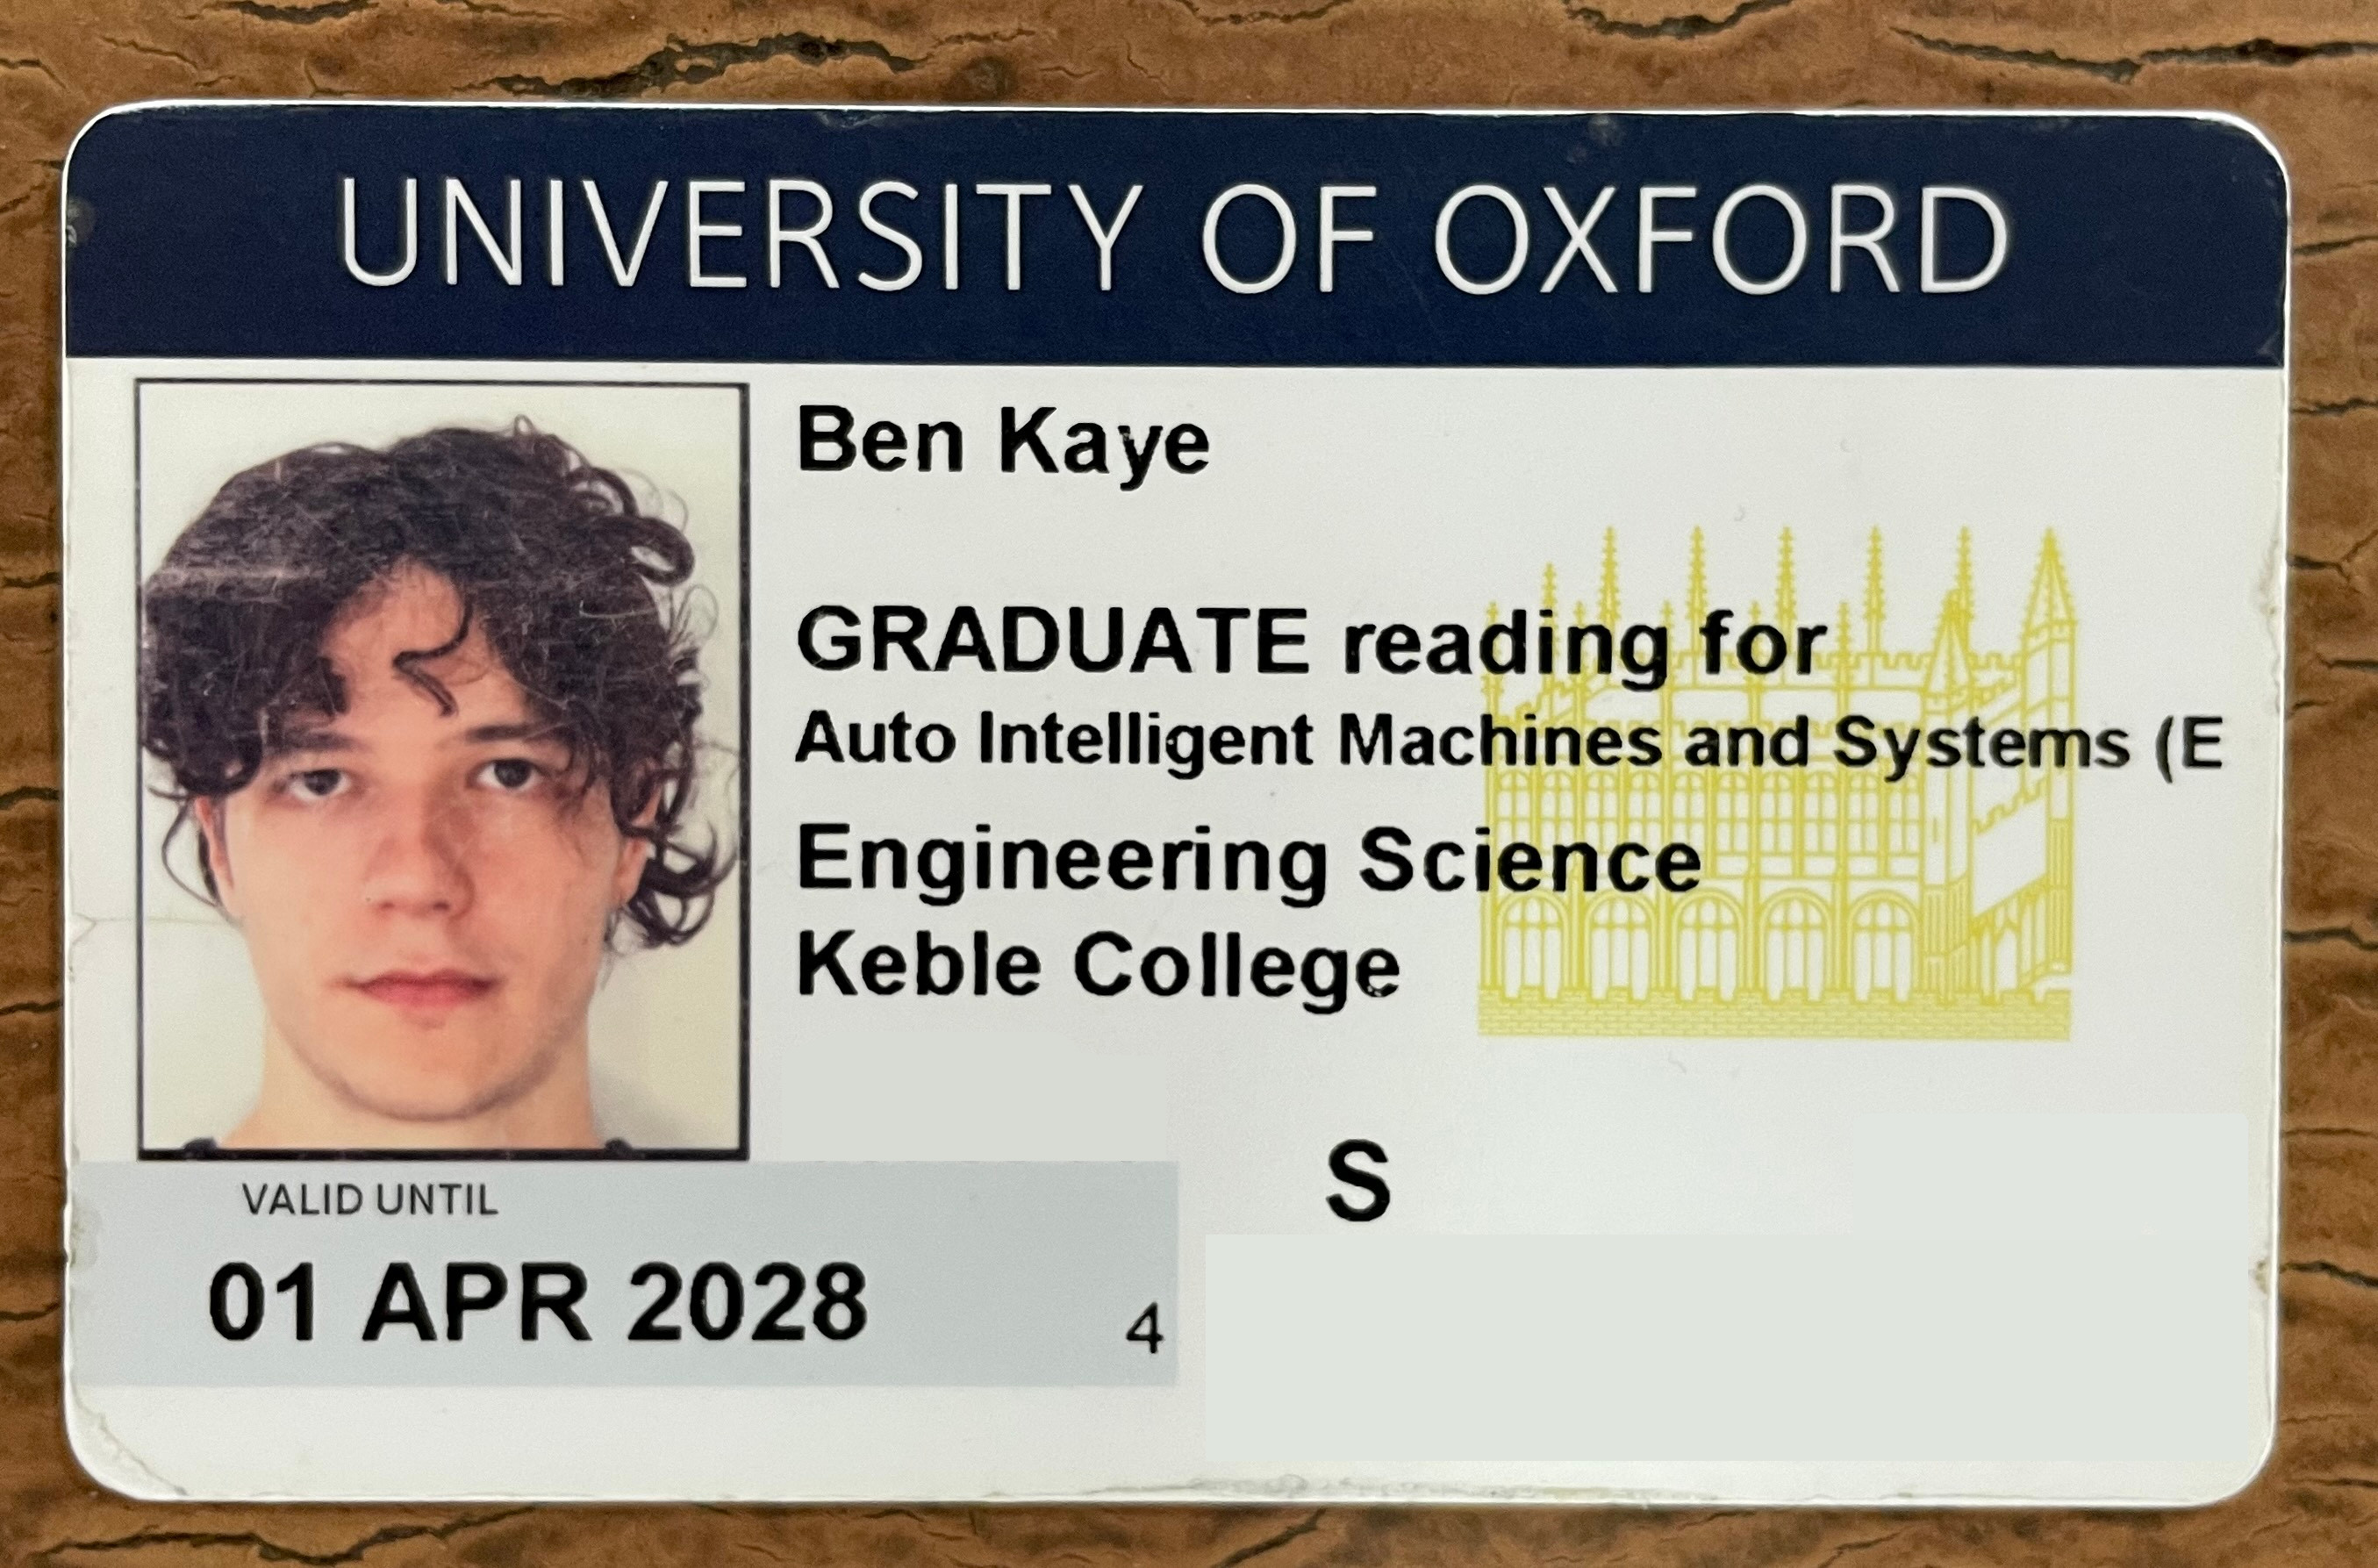 UNIVERSITY OF OXFORD
Ben Kaye
GRADUATE reading for
Auto Intelligent Machines and Systems (E
Engineering Science
Keble College
S
VALID UNTIL
01 APR 2028
4